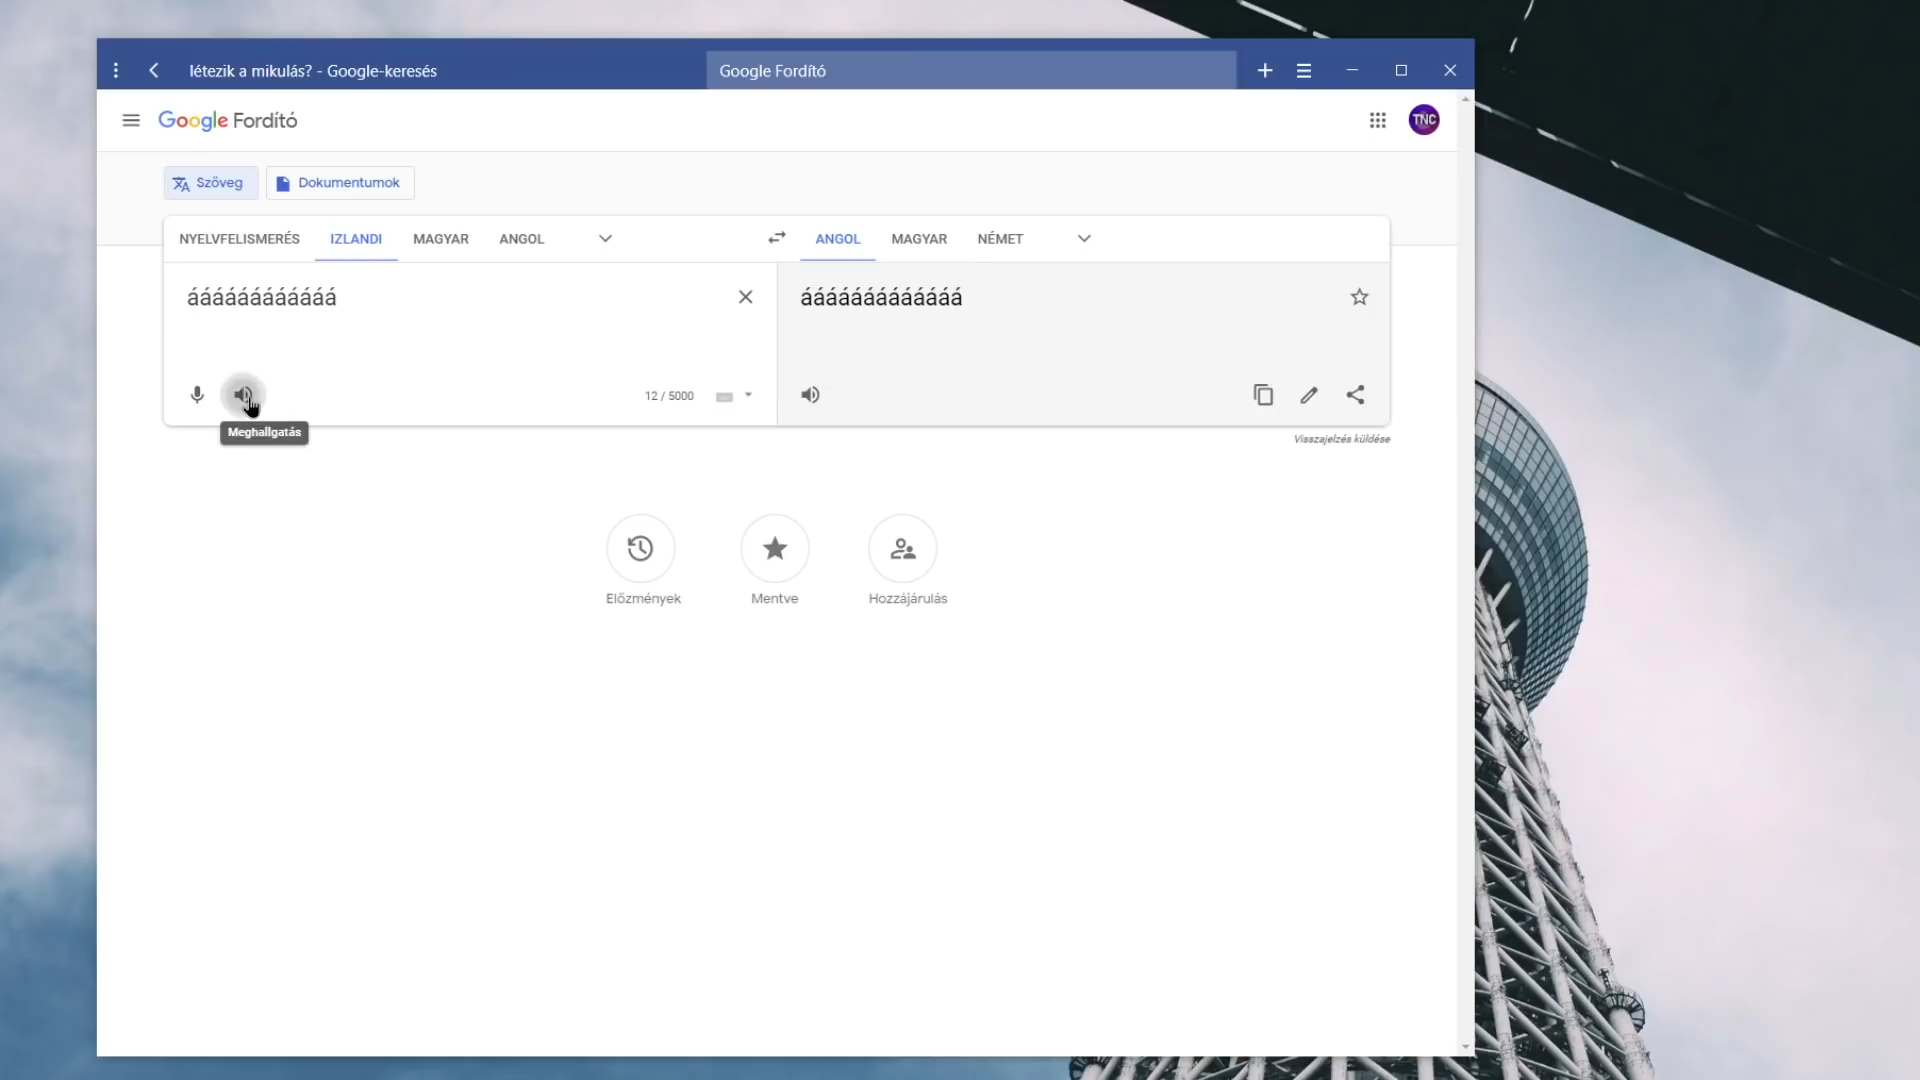 létezik a mikulás? - Google-keresés
Google Fordító
Google Fordító
TNC
Szöveg
Dokumentumok
NYELVFELISMERÉS
IZLANDI
MAGYAR
ANGOL
ANGOL
MAGYAR
NÉMET
áááááááááááá
ááááááááááááá
12 / 5000
Meghallgatás
Visszajelzés küldése
Előzmények
Mentve
Hozzájárulás